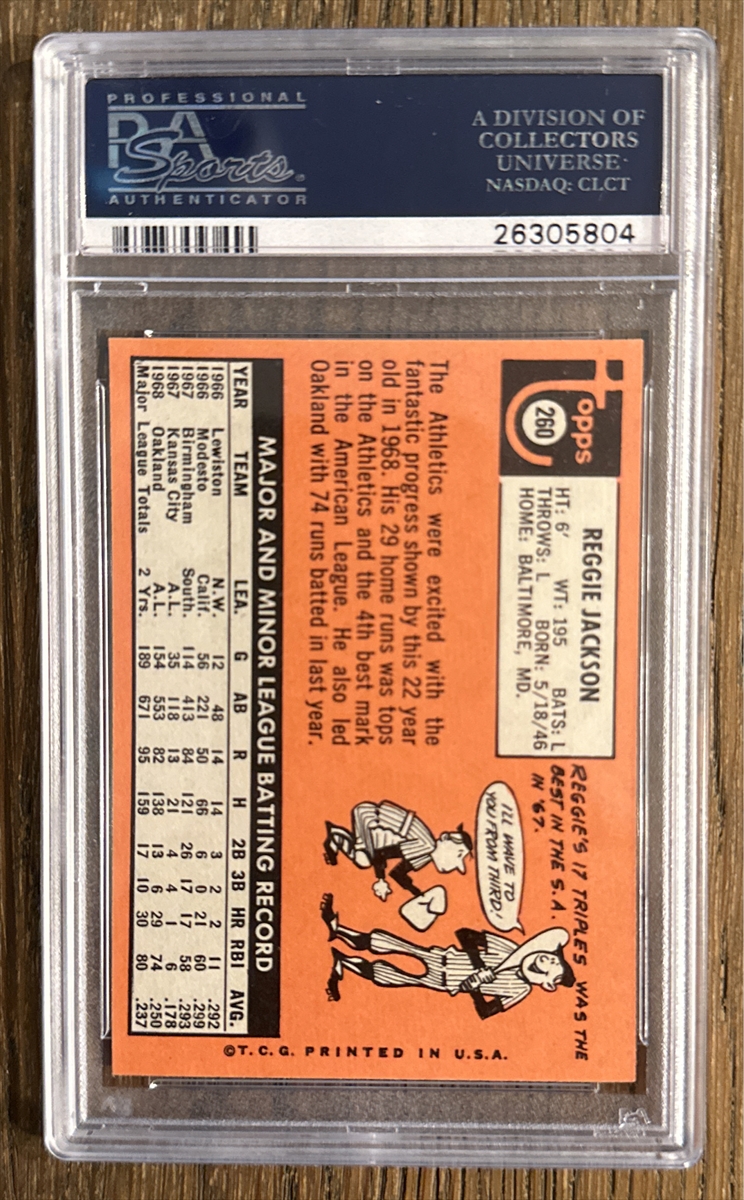 PROFESSIONAL
PSA
Sports
AUTHENTICATOR
A DIVISION OF
COLLECTORS
UNIVERSE
NASDAQ: CLCT
26305804
Topps
260
REGGIE JACKSON
HT: 6' WT: 195 BATS: L
THROWS: L BORN: 5/18/46
HOME: BALTIMORE, MD.
REGGIE'S 17 TRIPLES WAS THE
BEST IN THE S.A.
IN '67.
I'LL WAVE TO
YOU FROM THIRD!
The Athletics were excited with the
fantastic progress shown by this 22 year
old in 1968. His 29 home runs was tops
on the Athletics and the 4th best mark
in the American League. He also led
Oakland with 74 runs batted in last year.
MAJOR AND MINOR LEAGUE BATTING RECORD
YEAR TEAM LEA. G AB R H 2B 3B HR RBI AVG.
1966 Lewiston N.W. 12 48 14 14 3 2 2 11 .292
1966 Modesto Calif. 56 221 50 66 6 0 21 60 .299
1967 Birmingham South. 114 413 84 121 26 17 17 58 .293
1967 Kansas City A.L. 35 118 13 21 4 4 1 6 .178
1968 Oakland A.L. 154 553 82 138 13 6 29 74 .250
Major League Totals 2 Yrs. 189 671 95 159 17 10 30 80 .237
©T.C.G. PRINTED IN U.S.A.